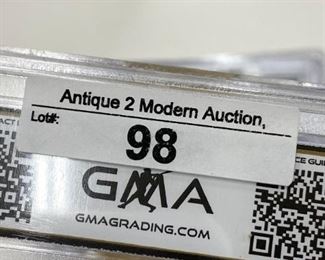 Antique 2 Modern Auction,
Lot#:
98
GMA
GMAGRADING.COM